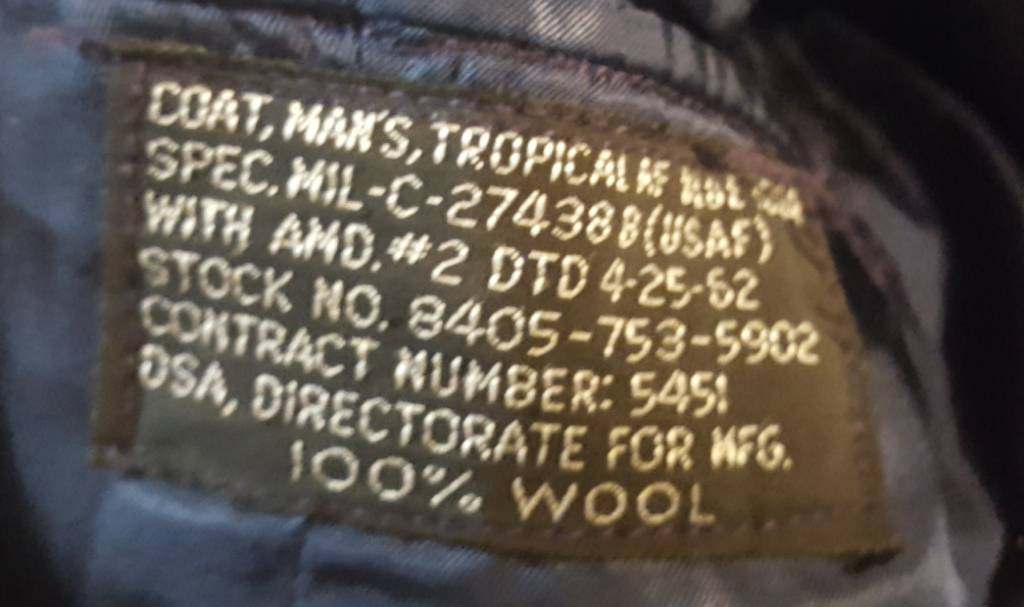 COAT, MAN'S, TROPICAL AF
SPEC. MIL-C-27438B(USAF)
WITH AMD.#2 DTD 4-25-62
STOCK NO. 8405-753-5902
CONTRACT NUMBER: 5451
DSA, DIRECTORATE FOR MFG.
100% WOOL